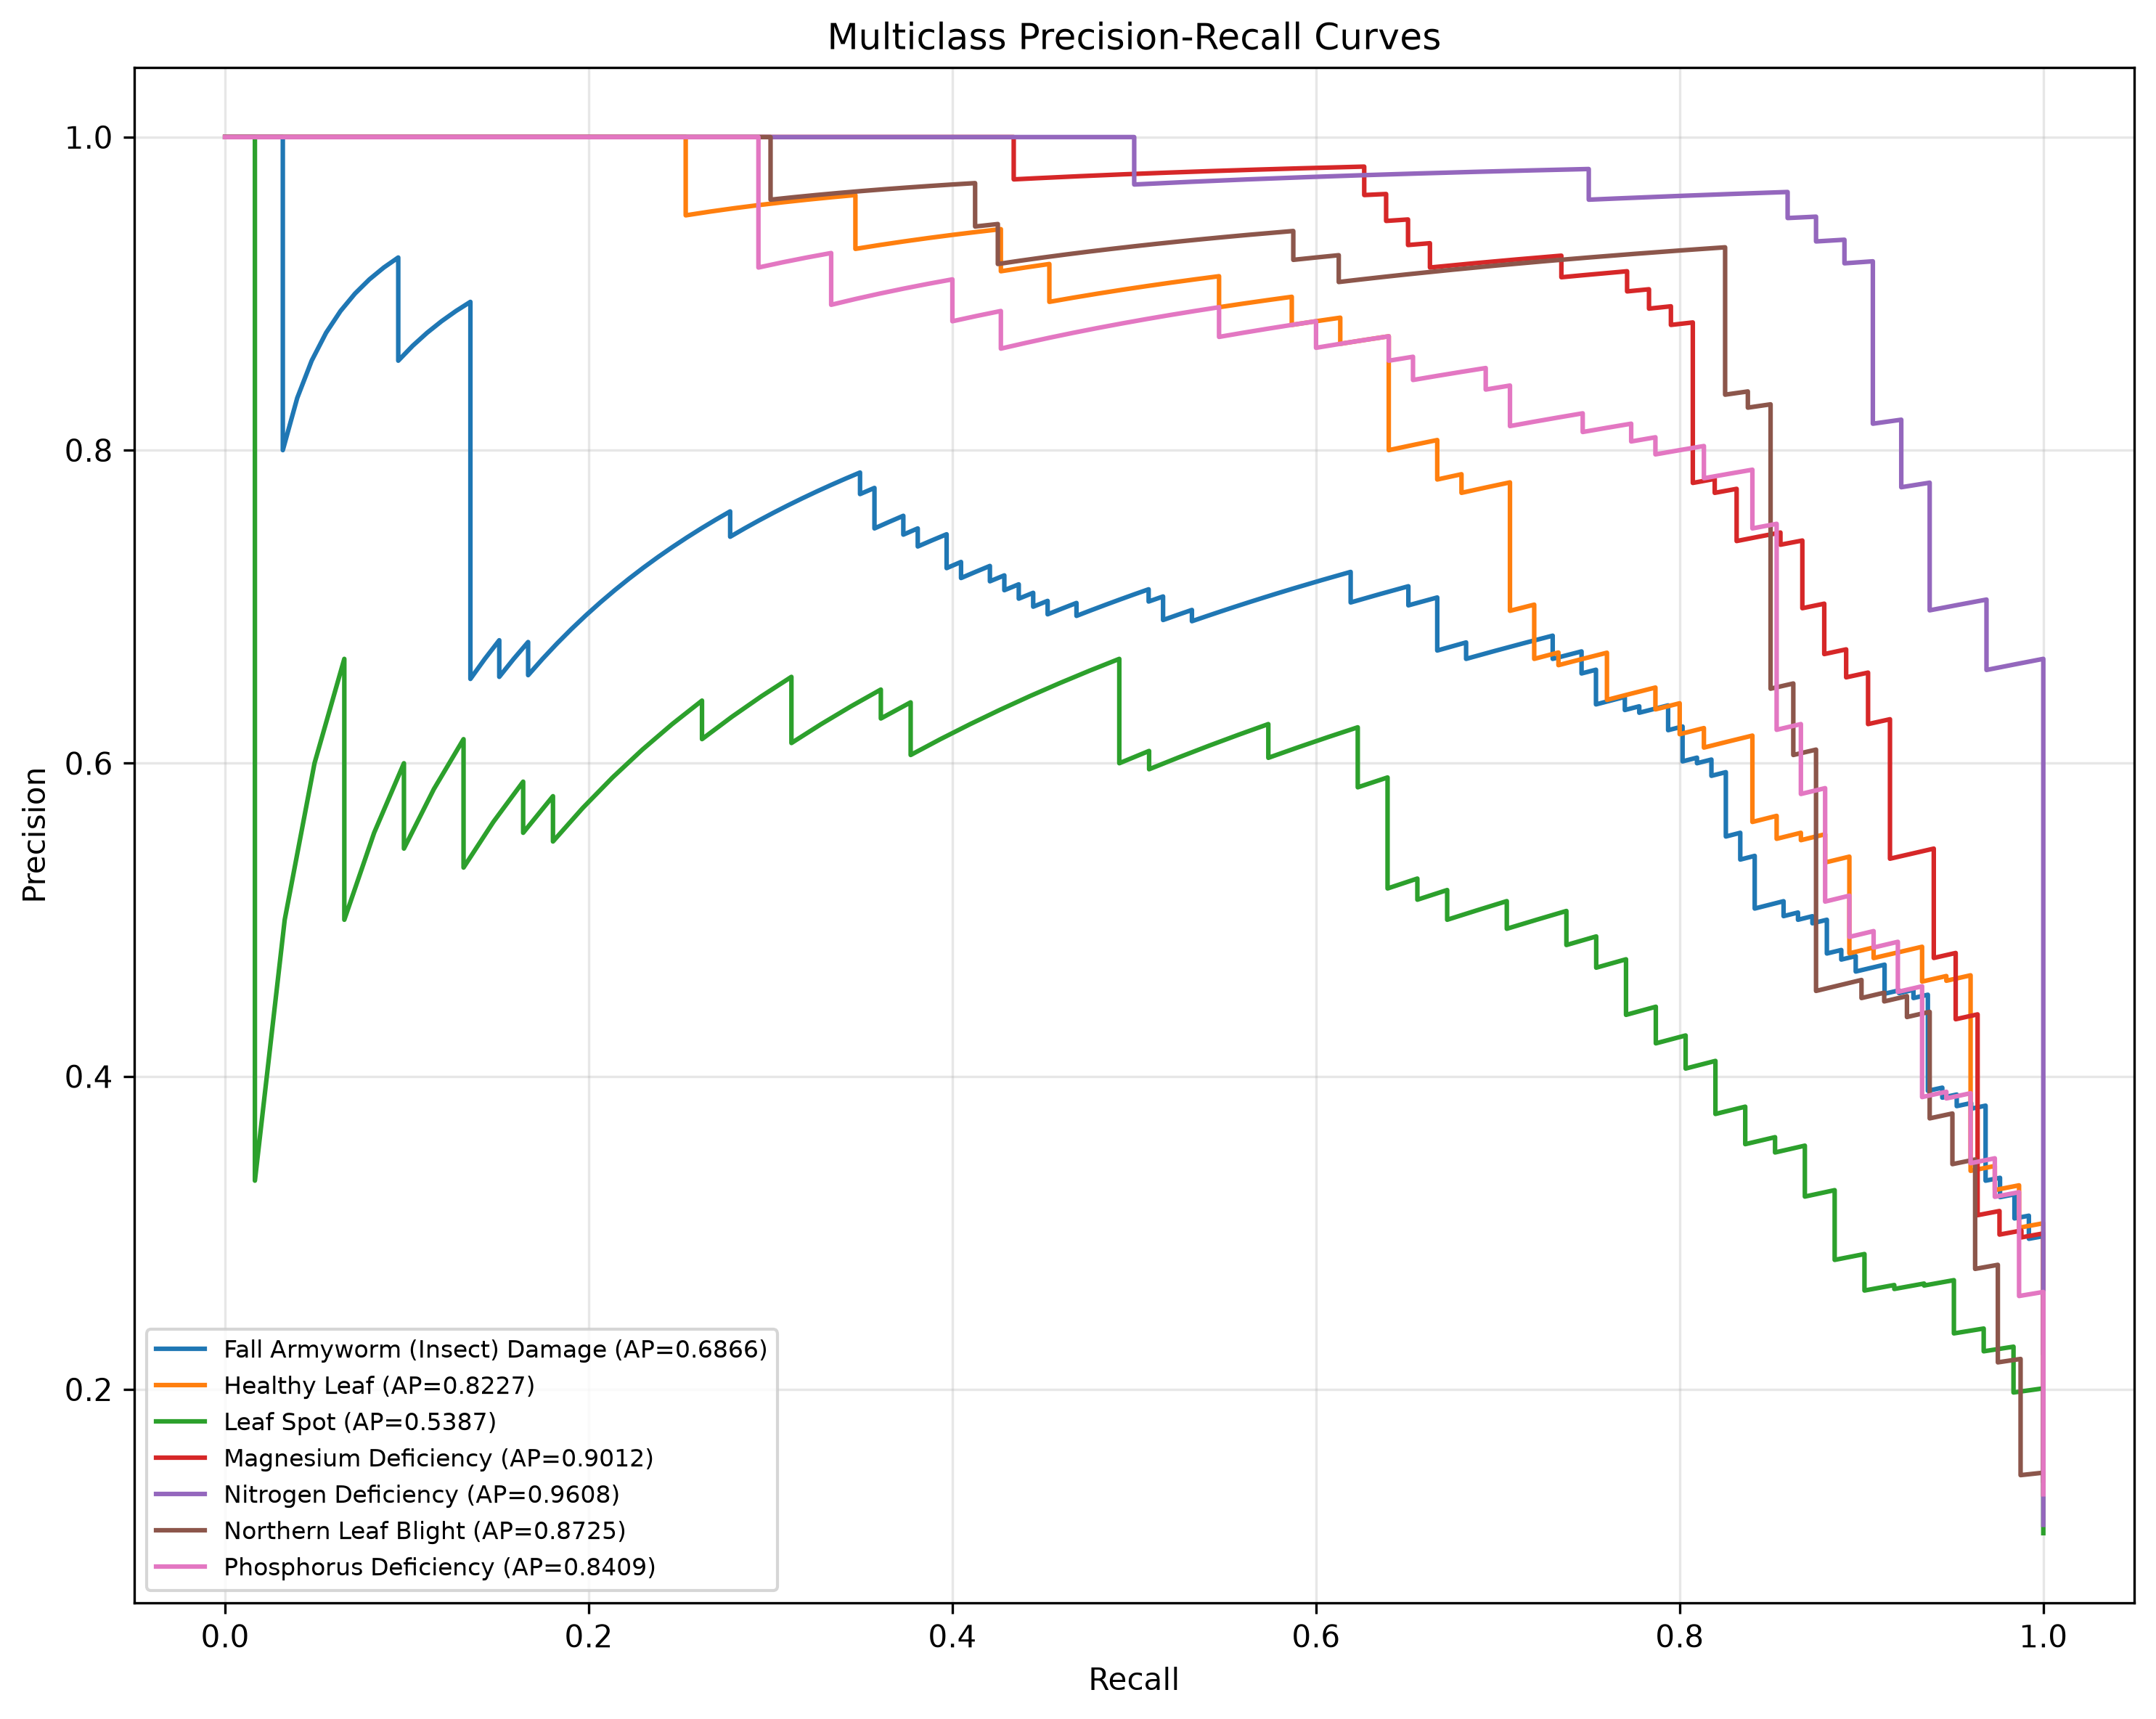 Multiclass Precision-Recall Curves
Precision
1.0
0.8
0.6
0.4
0.2
Fall Armyworm (Insect) Damage (AP=0.6866)
Healthy Leaf (AP=0.8227)
Leaf Spot (AP=0.5387)
Magnesium Deficiency (AP=0.9012)
Nitrogen Deficiency (AP=0.9608)
Northern Leaf Blight (AP=0.8725)
Phosphorus Deficiency (AP=0.8409)
0.0 0.2 0.4 0.6 0.8 1.0
Recall